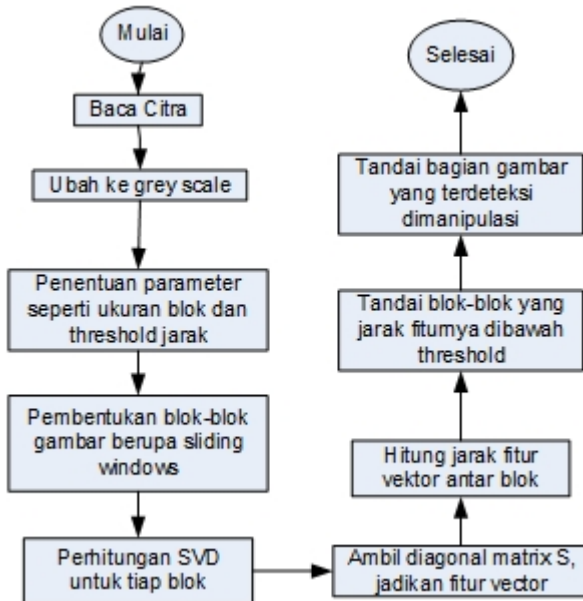 Mulai
Baca Citra
Ubah ke grey scale
Penentuan parameter
seperti ukuran blok dan
threshold jarak
Pembentukan blok-blok
gambar berupa sliding
windows
Perhitungan SVD
untuk tiap blok
Ambil diagonal matrix S,
jadikan fitur vector
Hitung jarak fitur
vektor antar blok
Tandai blok-blok yang
jarak fiturnya dibawah
threshold
Tandai bagian gambar
yang terdeteksi
dimanipulasi
Selesai